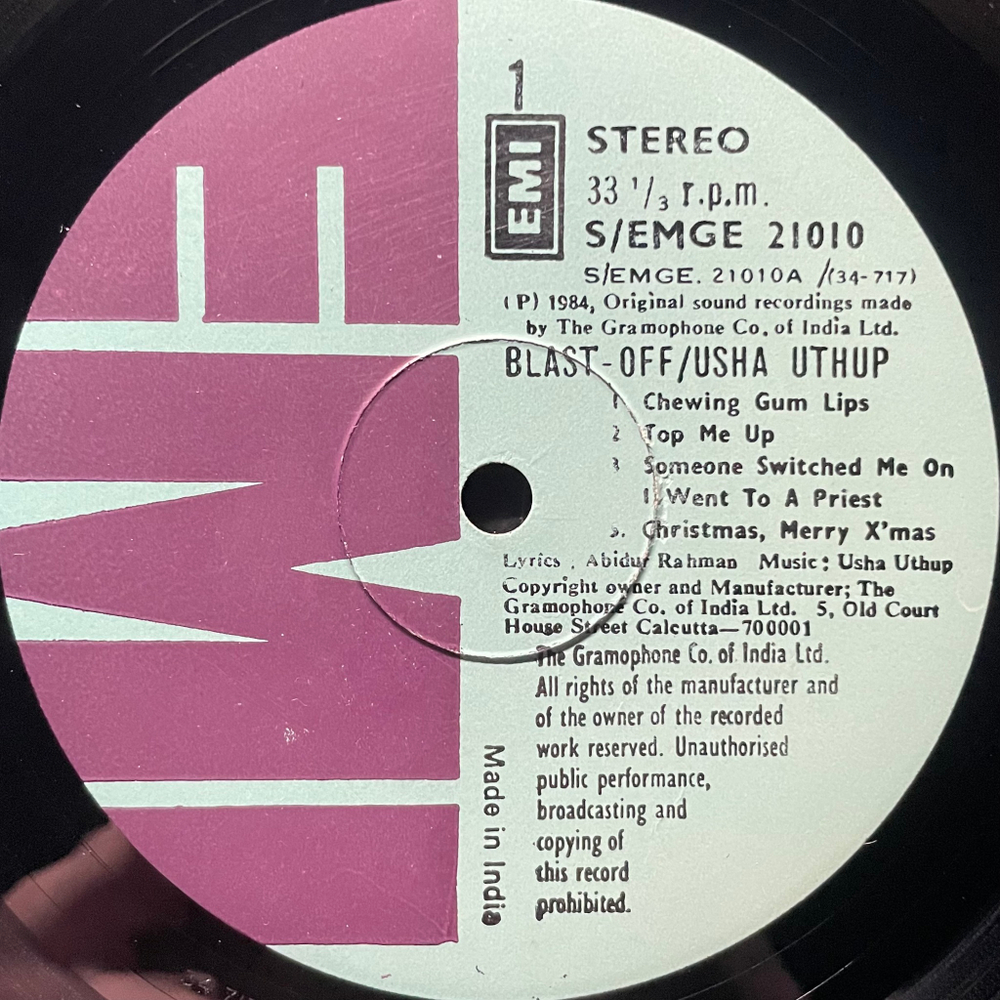 1
EMI
STEREO
33 1/3 r.p.m.
S/EMGE 21010
S/EMGE. 21010A /(34-717)
(P) 1984, Original sound recordings made
by The Gramophone Co. of India Ltd.
BLAST-OFF/USHA UTHUP
1 Chewing Gum Lips
2 Top Me Up
3 Someone Switched Me On
I Went To A Priest
5. Christmas, Merry X'mas
Lyrics : Abidur Rahman Music: Usha Uthup
Copyright owner and Manufacturer; The
Gramophone Co. of India Ltd. 5, Old Court
House Street Calcutta—700001
The Gramophone Co. of India Ltd.
All rights of the manufacturer and
of the owner of the recorded
work reserved. Unauthorised
public performance,
broadcasting and
copying of
this record
prohibited.
Made in India
EMI